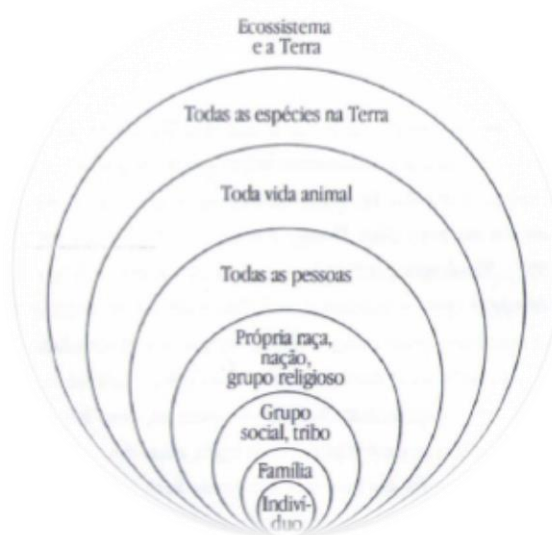 Ecossistema
e a Terra
Todas as espécies na Terra
Toda vida animal
Todas as pessoas
Própria raça,
nação,
grupo religioso
Grupo
social, tribo
Família
Indiví-
duo